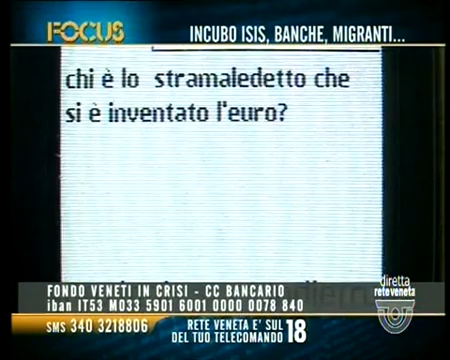 FOCUS
INCUBO ISIS, BANCHE, MIGRANTI...
chi è lo stramaledetto che
si è inventato l'euro?
FONDO VENETI IN CRISI - CC BANCARIO
iban IT53 M033 5901 6001 0000 0078 840
diretta
reteveneta
SMS 340 3218806
RETE VENETA E' SUL
DEL TUO TELECOMANDO 18